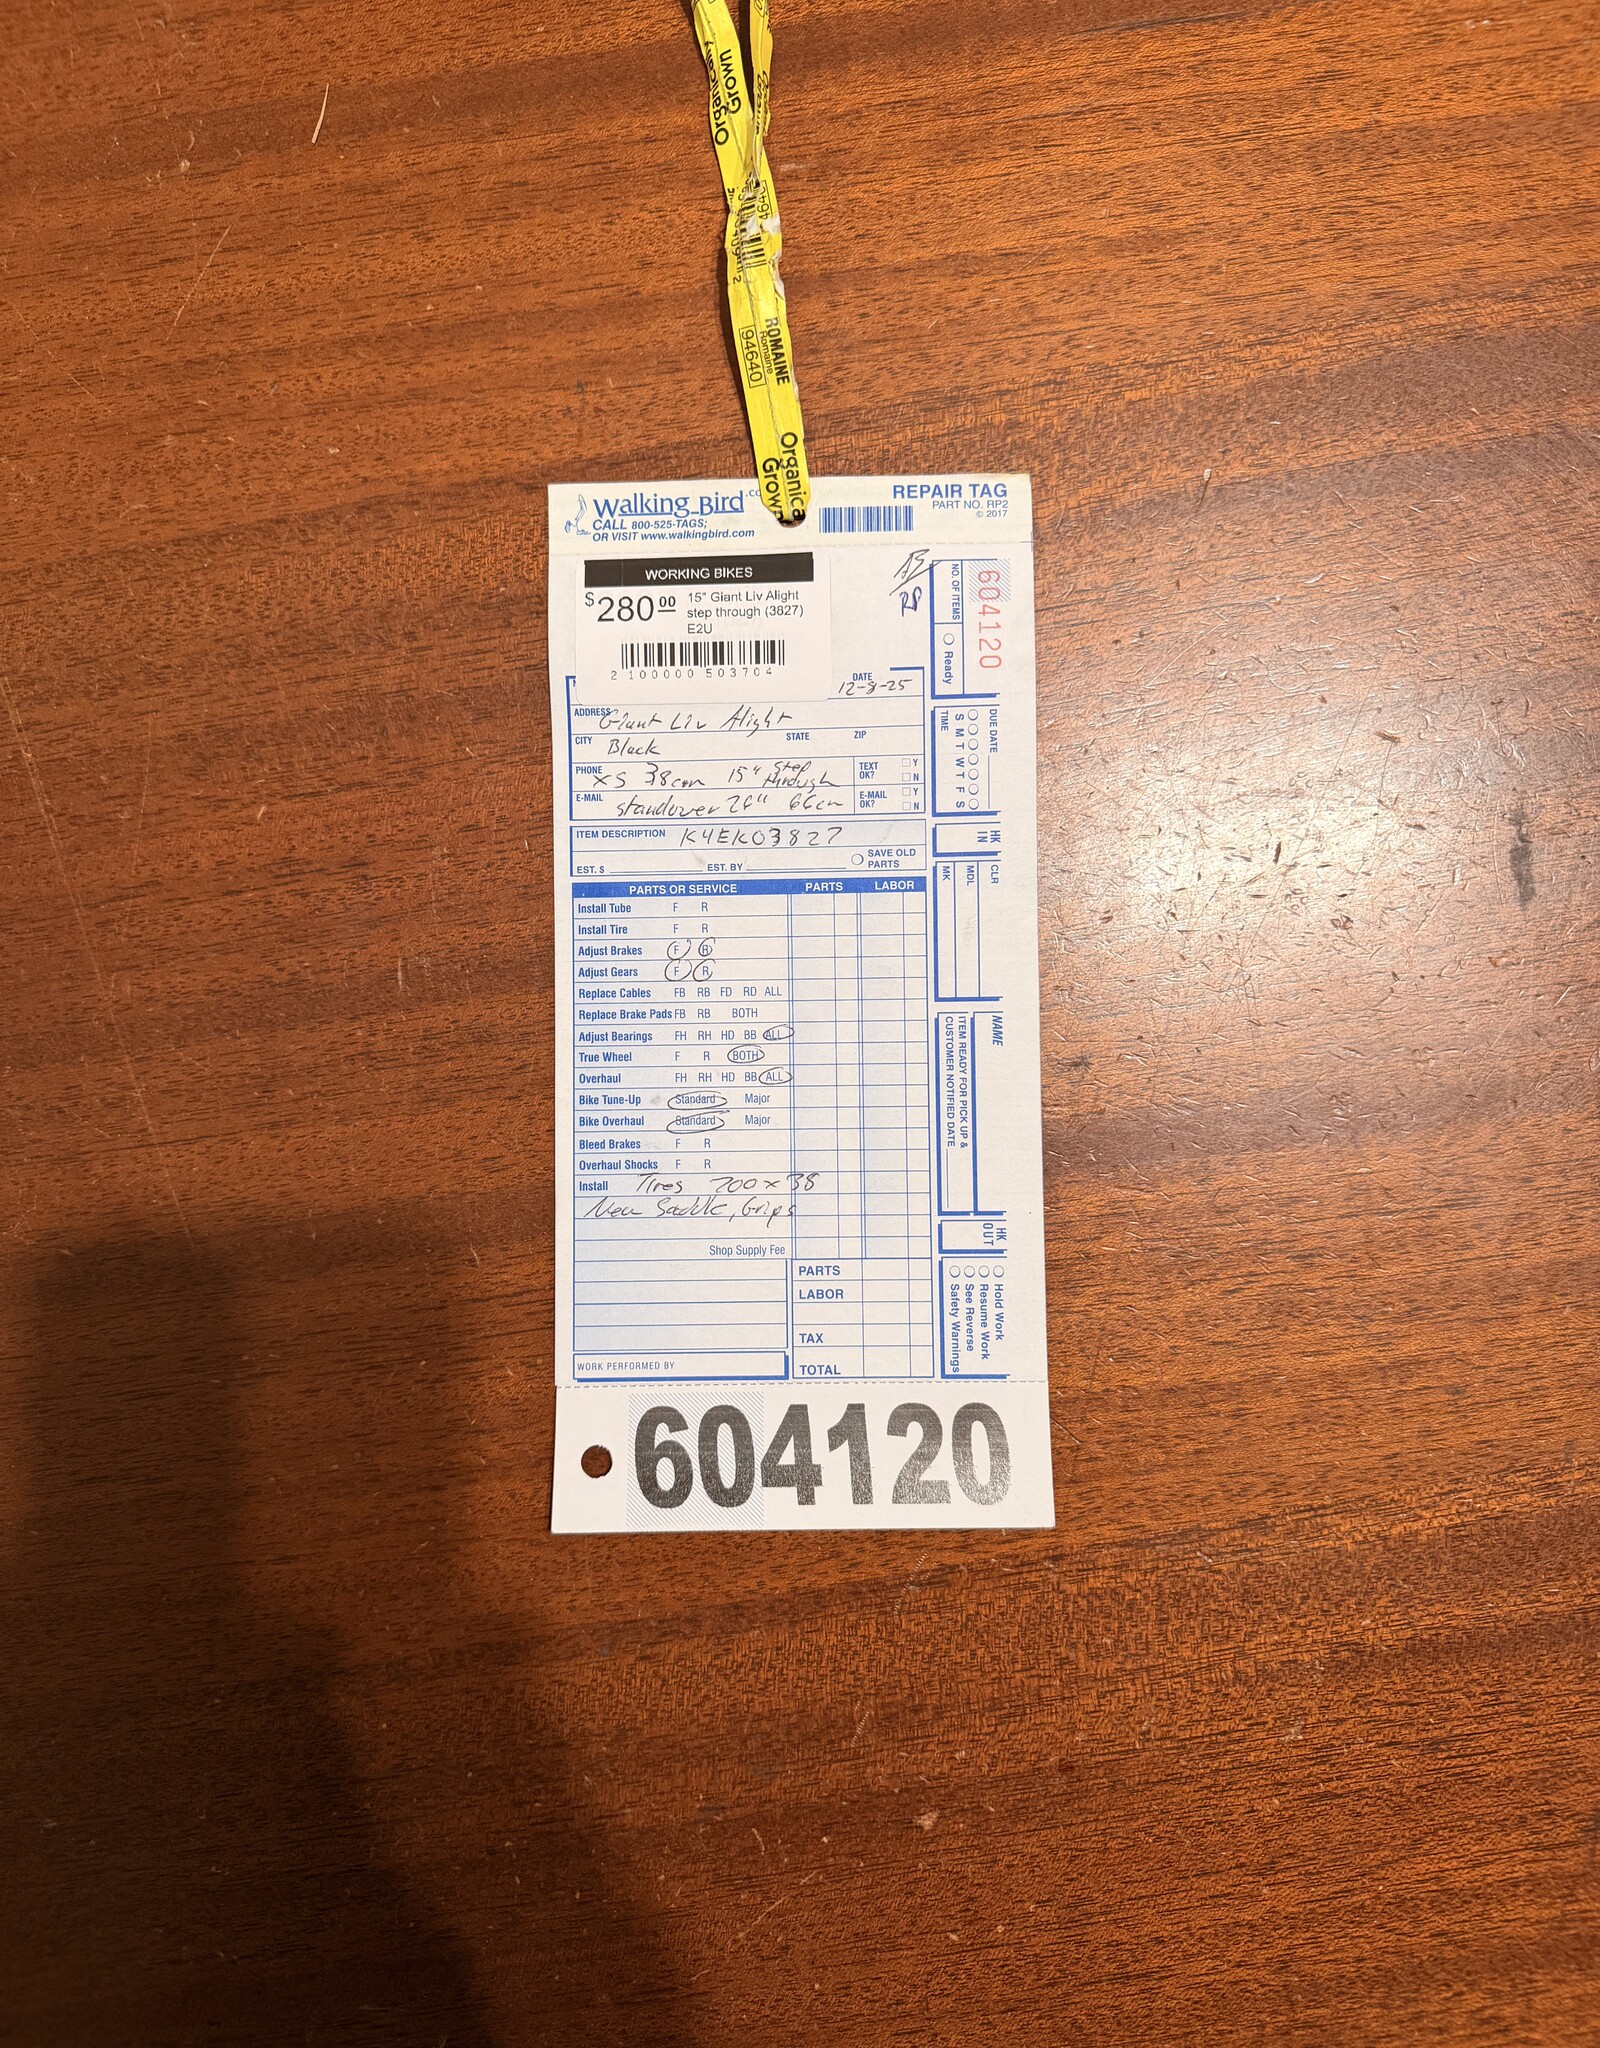 Organically
Grown
94640
ROMAINE
Romaine
Organica
Grown
Walking Bird.co
CALL 800-525-TAGS;
OR VISIT www.walkingbird.com
REPAIR TAG
PART NO. RP2
© 2017
WORKING BIKES
$280.00
15" Giant Liv Alight
step through (3827)
E2U
2 100000 503704
NO. OF ITEMS
Ready
604120
DATE
12-8-25
ADDRESS Giant Liv Alight
CITY Black STATE ZIP
PHONE XS 38cm 15" Step through TEXT OK? Y N
E-MAIL standover 26" 66cm E-MAIL OK? Y N
ITEM DESCRIPTION K4EK03827
EST. $ EST. BY SAVE OLD PARTS
DUE DATE
S M T W T F S
TIME
HK IN
CLR
MDL
MK
PARTS OR SERVICE PARTS LABOR
Install Tube F R
Install Tire F R
Adjust Brakes F R
Adjust Gears F R
Replace Cables FB RB FD RD ALL
Replace Brake Pads FB RB BOTH
Adjust Bearings FH RH HD BB ALL
True Wheel F R BOTH
Overhaul FH RH HD BB ALL
Bike Tune-Up Standard Major
Bike Overhaul Standard Major
Bleed Brakes F R
Overhaul Shocks F R
Install Tires 700 x 38
New Saddle, Grips
Shop Supply Fee
PARTS
LABOR
TAX
TOTAL
WORK PERFORMED BY
NAME
ITEM READY FOR PICK UP &
CUSTOMER NOTIFIED DATE
HK OUT
Hold Work
Resume Work
See Reverse
Safety Warnings
604120